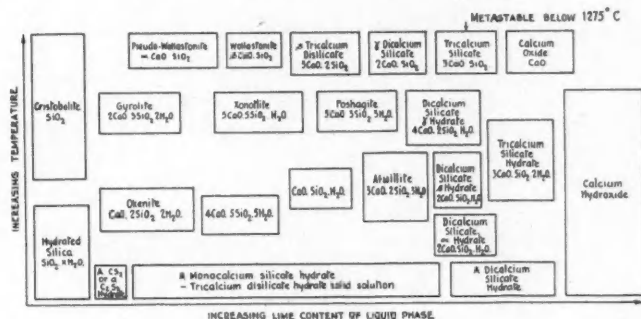 METASTABLE BELOW 1275°C
Pseudo-Wollastonite
∝ CaO SiO₂
Wollastonite
β CaO. SiO₂
Tricalcium
Disilicate
3CaO. 2SiO₂
γ Dicalcium
Silicate
2CaO. SiO₂
Tricalcium
Silicate
3CaO SiO₂
Calcium
Oxide
CaO
Cristobolite
SiO₂
Gyrolite
2CaO 3SiO₂ 2H₂O
Xonotlite
5CaO 5SiO₂ H₂O
Foshagite
5CaO 3SiO₂ 3H₂O
Dicalcium
Silicate
γ Hydrate
4CaO. 2SiO₂ H₂O
Tricalcium
Silicate
Hydrate
3CaO. SiO₂ 2H₂O
Calcium
Hydroxide
Okenite
CaO. 2SiO₂ 2H₂O.
4CaO 5SiO₂. 5H₂O.
CaO. SiO₂. H₂O.
Afwillite
3CaO. 2SiO₂ 3H₂O
Dicalcium
Silicate
β Hydrate
2CaO. SiO₂ H₂O
Dicalcium
Silicate,
∝ Hydrate
2CaO SiO₂ H₂O.
Hydrated
Silica
SiO₂ × H₂O.
A CS₂
or a
Hydrate
A Monocalcium silicate hydrate
– Tricalcium disilicate hydrate solid solution
A Dicalcium
Silicate
Hydrate
INCREASING TEMPERATURE
INCREASING LIME CONTENT OF LIQUID PHASE